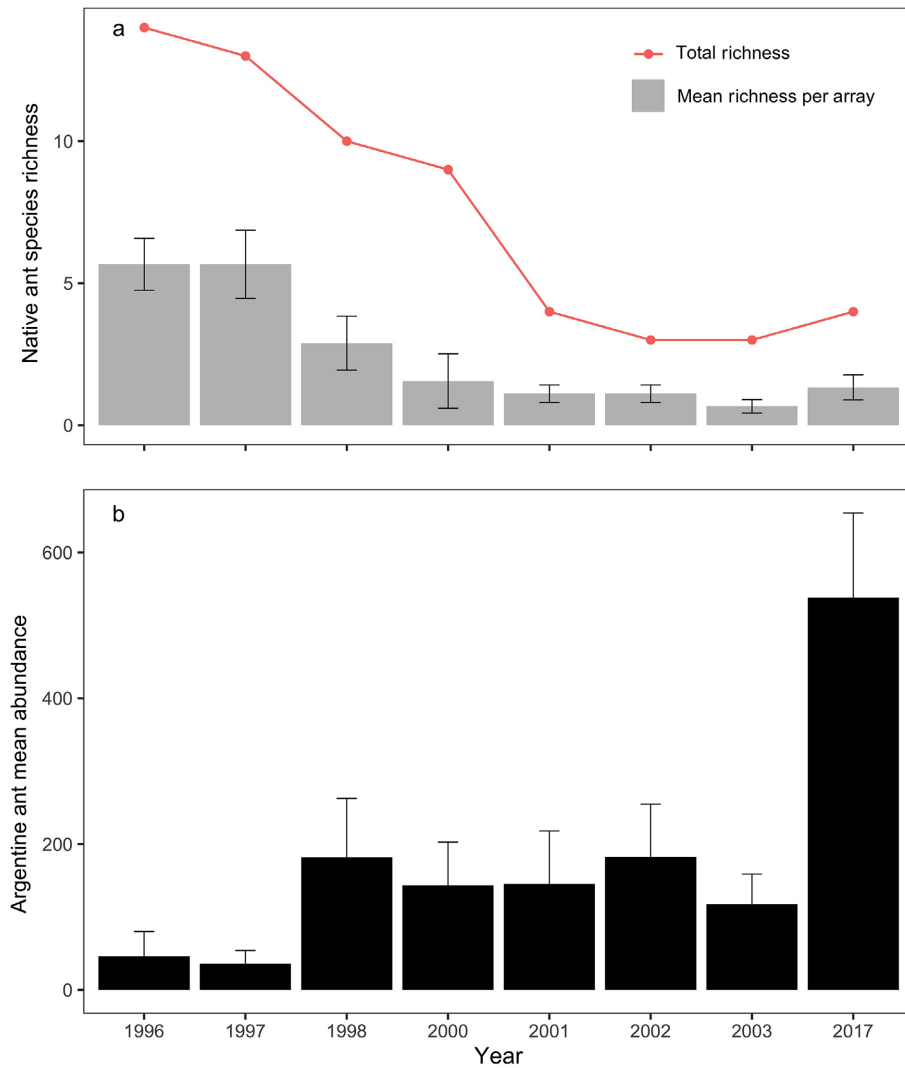 a
Total richness
Mean richness per array
Native ant species richness
10
5
0
b
Argentine ant mean abundance
600
400
200
0
1996 1997 1998 2000 2001 2002 2003 2017
Year